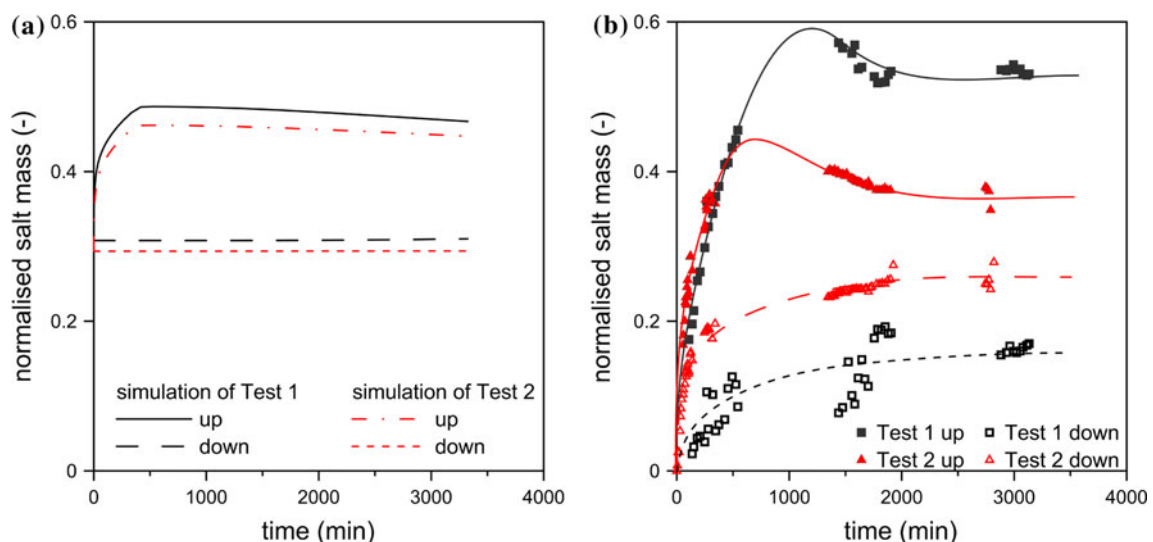 (a)
0.6
0.4
0.2
0
normalised salt mass (-)
simulation of Test 1
up
down
simulation of Test 2
up
down
0
1000
2000
3000
4000
time (min)
(b)
0.6
0.4
0.2
0
normalised salt mass (-)
Test 1 up
Test 1 down
Test 2 up
Test 2 down
0
1000
2000
3000
4000
time (min)